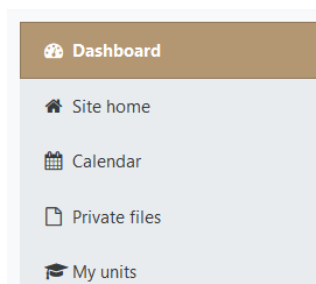 Dashboard
Site home
Calendar
Private files
My units